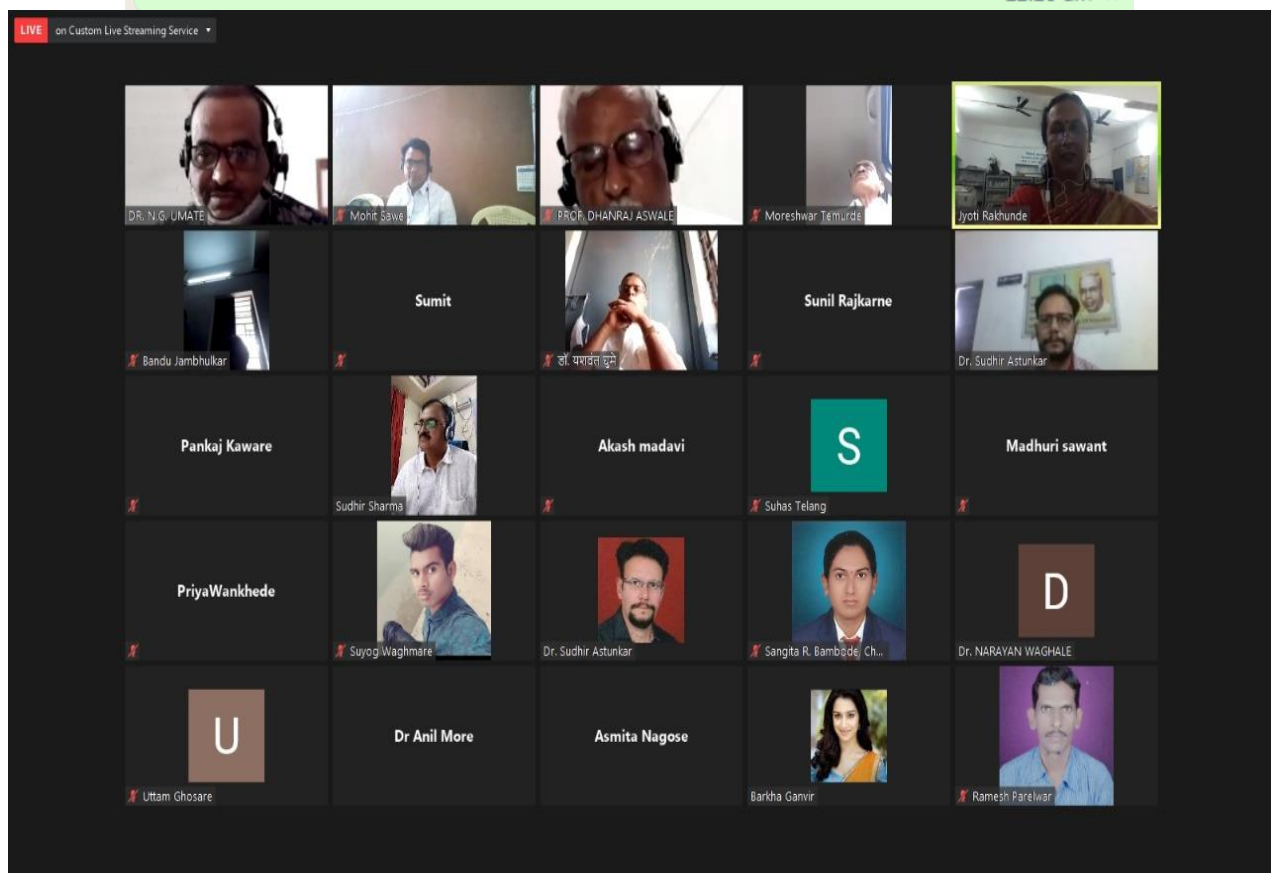 LIVE on Custom Live Streaming Service
DR. N.G. UMATE
Mohit Sawe
PROF. DHANRAJ ASWALE
Moreshwar Temurde
Jyoti Rakhunde
Bandu Jambhulkar
Sumit
डॉ. यशवंत घुमे
Sunil Rajkarne
Dr. Sudhir Astunkar
Pankaj Kaware
Sudhir Sharma
Akash madavi
S
Suhas Telang
Madhuri sawant
PriyaWankhede
Suyog Waghmare
Dr. Sudhir Astunkar
Sangita R. Bambode, Ch...
D
Dr. NARAYAN WAGHALE
U
Uttam Ghosare
Dr Anil More
Asmita Nagose
Barkha Ganvir
Ramesh Parelwar